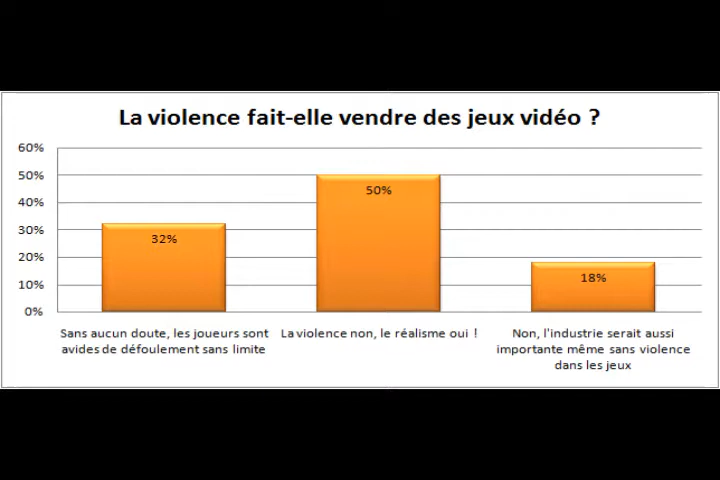 La violence fait-elle vendre des jeux vidéo ?
60%
50%
40%
30%
20%
10%
0%
32%
50%
18%
Sans aucun doute, les joueurs sont
avides de défoulement sans limite
La violence non, le réalisme oui !
Non, l'industrie serait aussi
importante même sans violence
dans les jeux